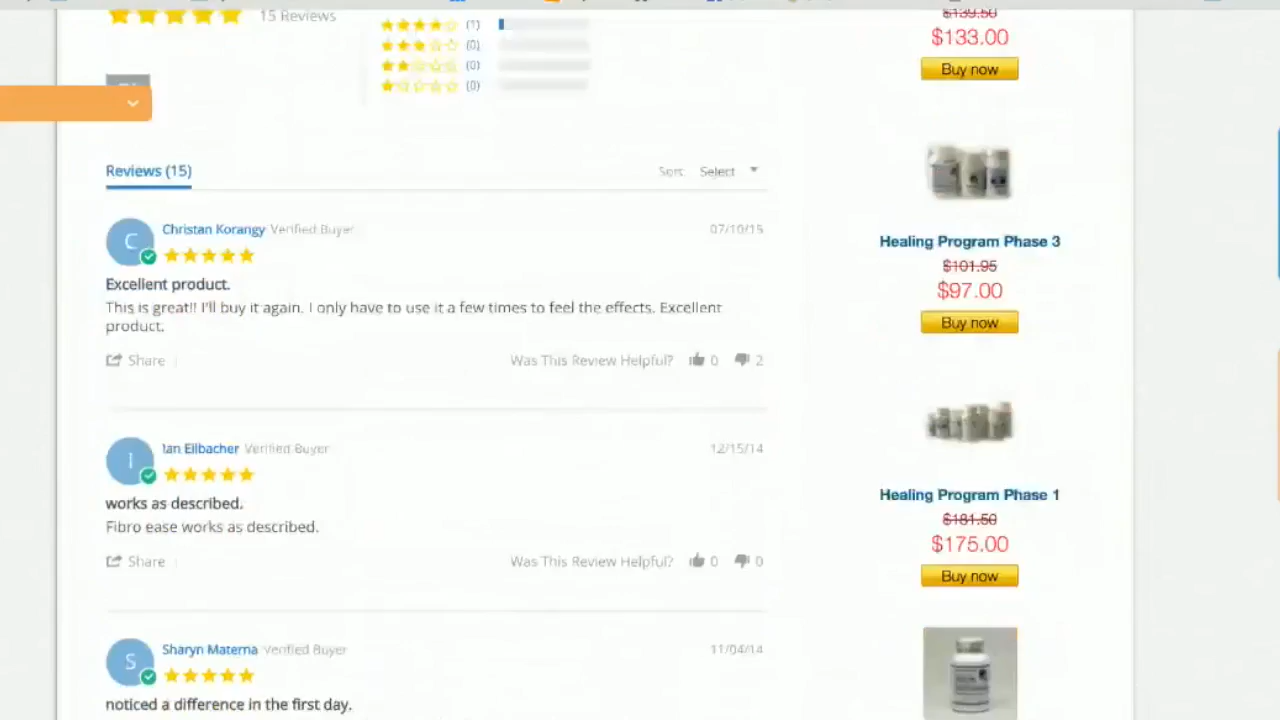 15 Reviews
(1)
(0)
(0)
(0)
Reviews (15)
Sort: Select
Christan Korangy Verified Buyer 07/10/15
Excellent product.
This is great!! I'll buy it again. I only have to use it a few times to feel the effects. Excellent
product.
Share Was This Review Helpful? 0 2
Ian Eilbacher Verified Buyer 12/15/14
works as described.
Fibro ease works as described.
Share Was This Review Helpful? 0 0
Sharyn Materna Verified Buyer 11/04/14
noticed a difference in the first day.
$139.50
$133.00
Buy now
Healing Program Phase 3
$101.95
$97.00
Buy now
Healing Program Phase 1
$181.50
$175.00
Buy now